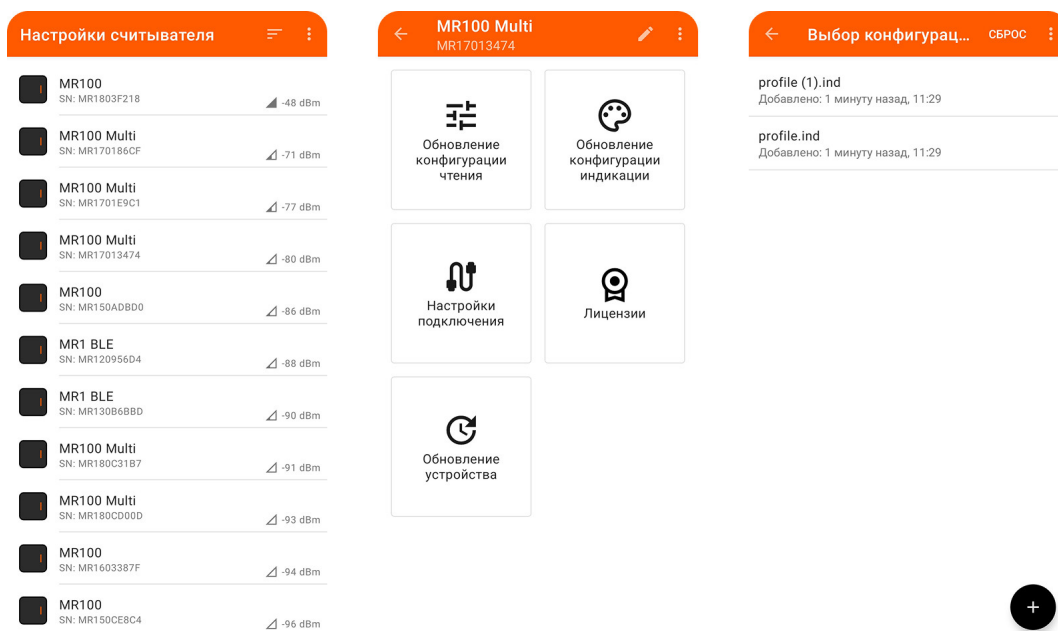 Настройки считывателя
MR100
SN: MR1803F218
-48 dBm
MR100 Multi
SN: MR170186CF
-71 dBm
MR100 Multi
SN: MR1701E9C1
-77 dBm
MR100 Multi
SN: MR17013474
-80 dBm
MR100
SN: MR150ADBD0
-86 dBm
MR1 BLE
SN: MR120956D4
-88 dBm
MR1 BLE
SN: MR130B6BBD
-90 dBm
MR100 Multi
SN: MR180C31B7
-91 dBm
MR100 Multi
SN: MR180CD00D
-93 dBm
MR100
SN: MR1603387F
-94 dBm
MR100
SN: MR150CE8C4
-96 dBm
MR100 Multi
MR17013474
Обновление
конфигурации
чтения
Обновление
конфигурации
индикации
Настройки
подключения
Лицензии
Обновление
устройства
Выбор конфигурац... СБРОС
profile (1).ind
Добавлено: 1 минуту назад, 11:29
profile.ind
Добавлено: 1 минуту назад, 11:29